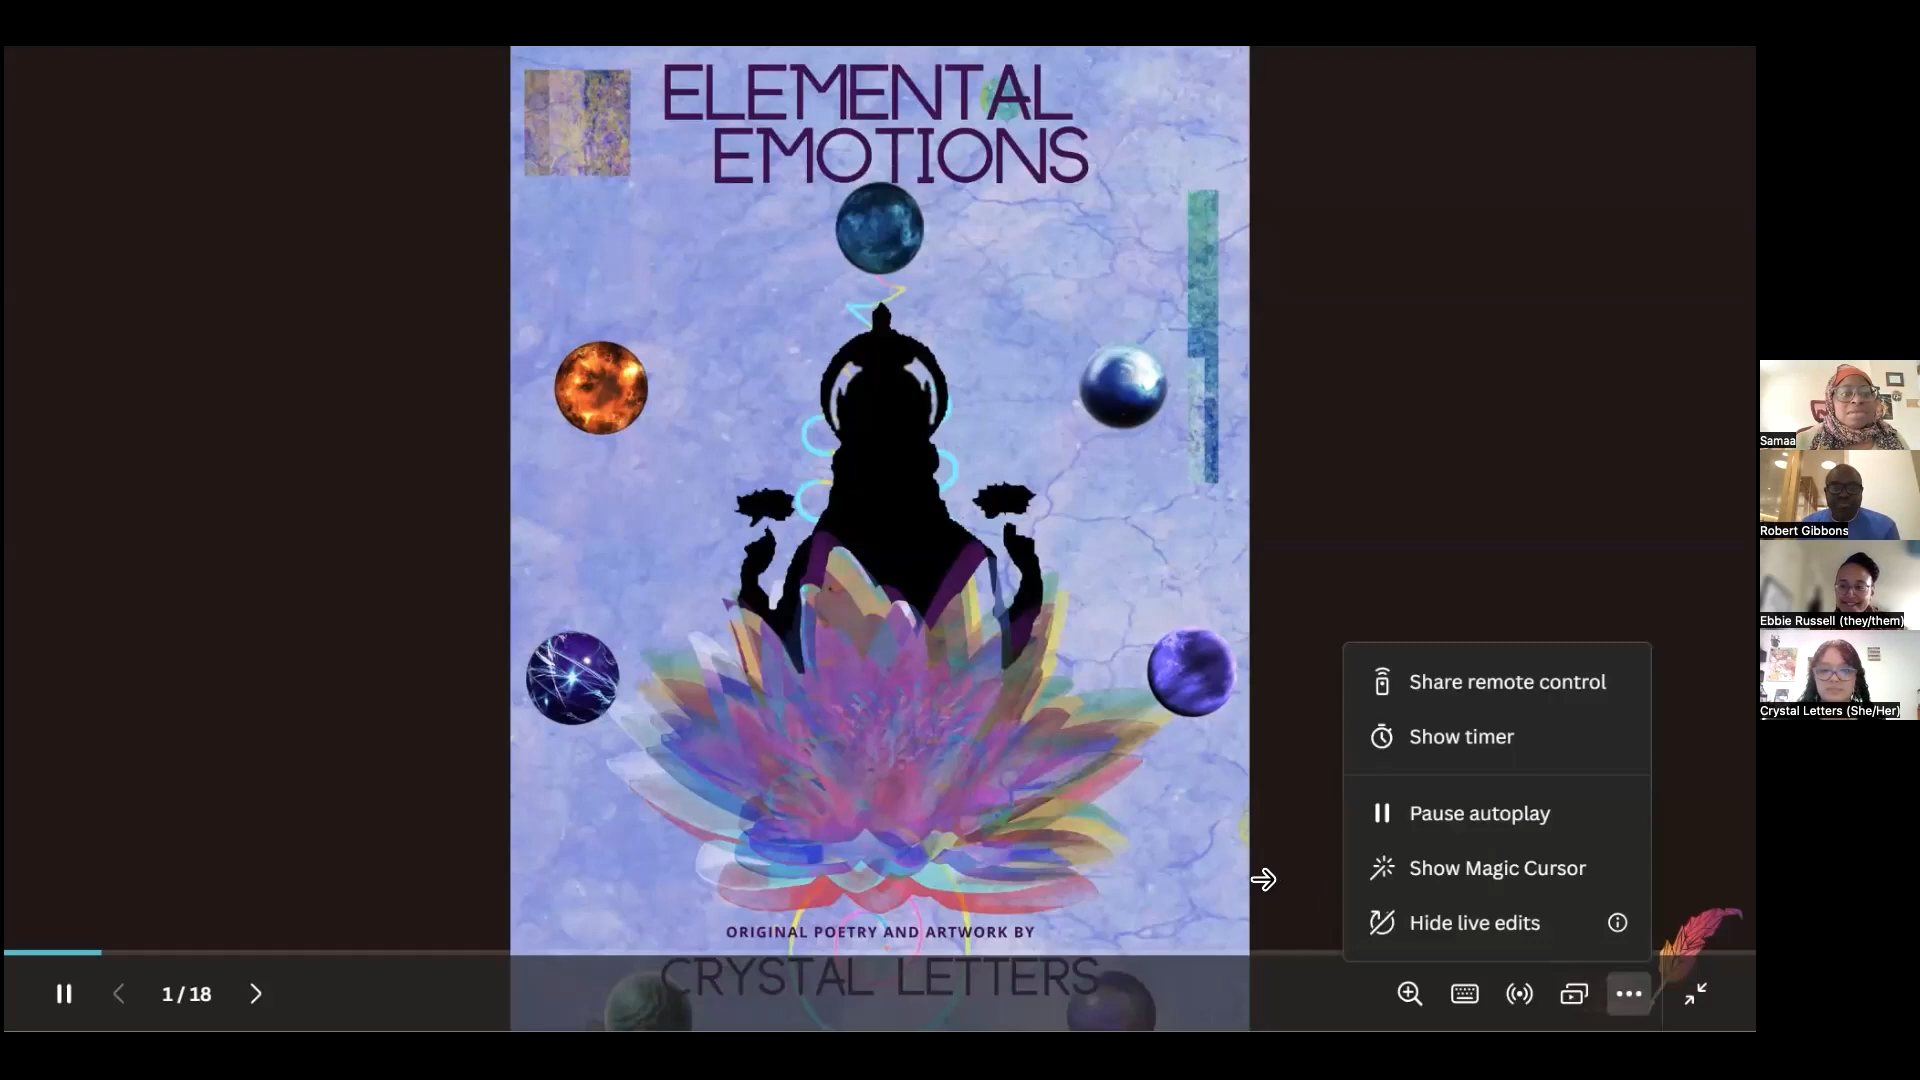 ELEMENTAL
EMOTIONS
ORIGINAL POETRY AND ARTWORK BY
CRYSTAL LETTERS
Share remote control
Show timer
Pause autoplay
Show Magic Cursor
Hide live edits
1 / 18
Samaa
Robert Gibbons
Ebbie Russell (they/them)
Crystal Letters (She/Her)